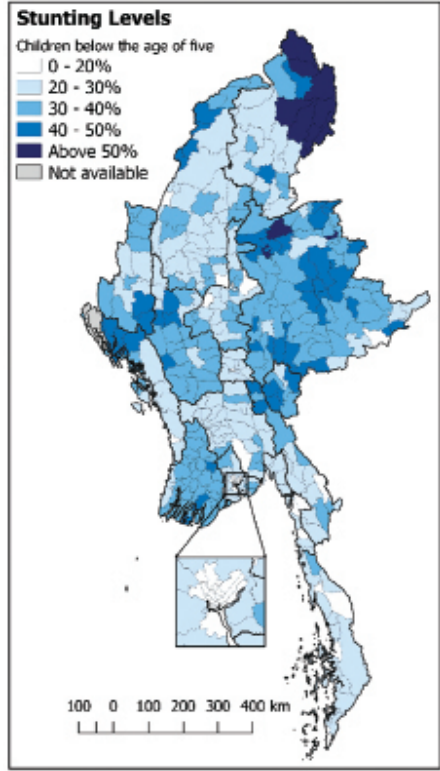 Stunting Levels
Children below the age of five
0 - 20%
20 - 30%
30 - 40%
40 - 50%
Above 50%
Not available
100 0 100 200 300 400 km